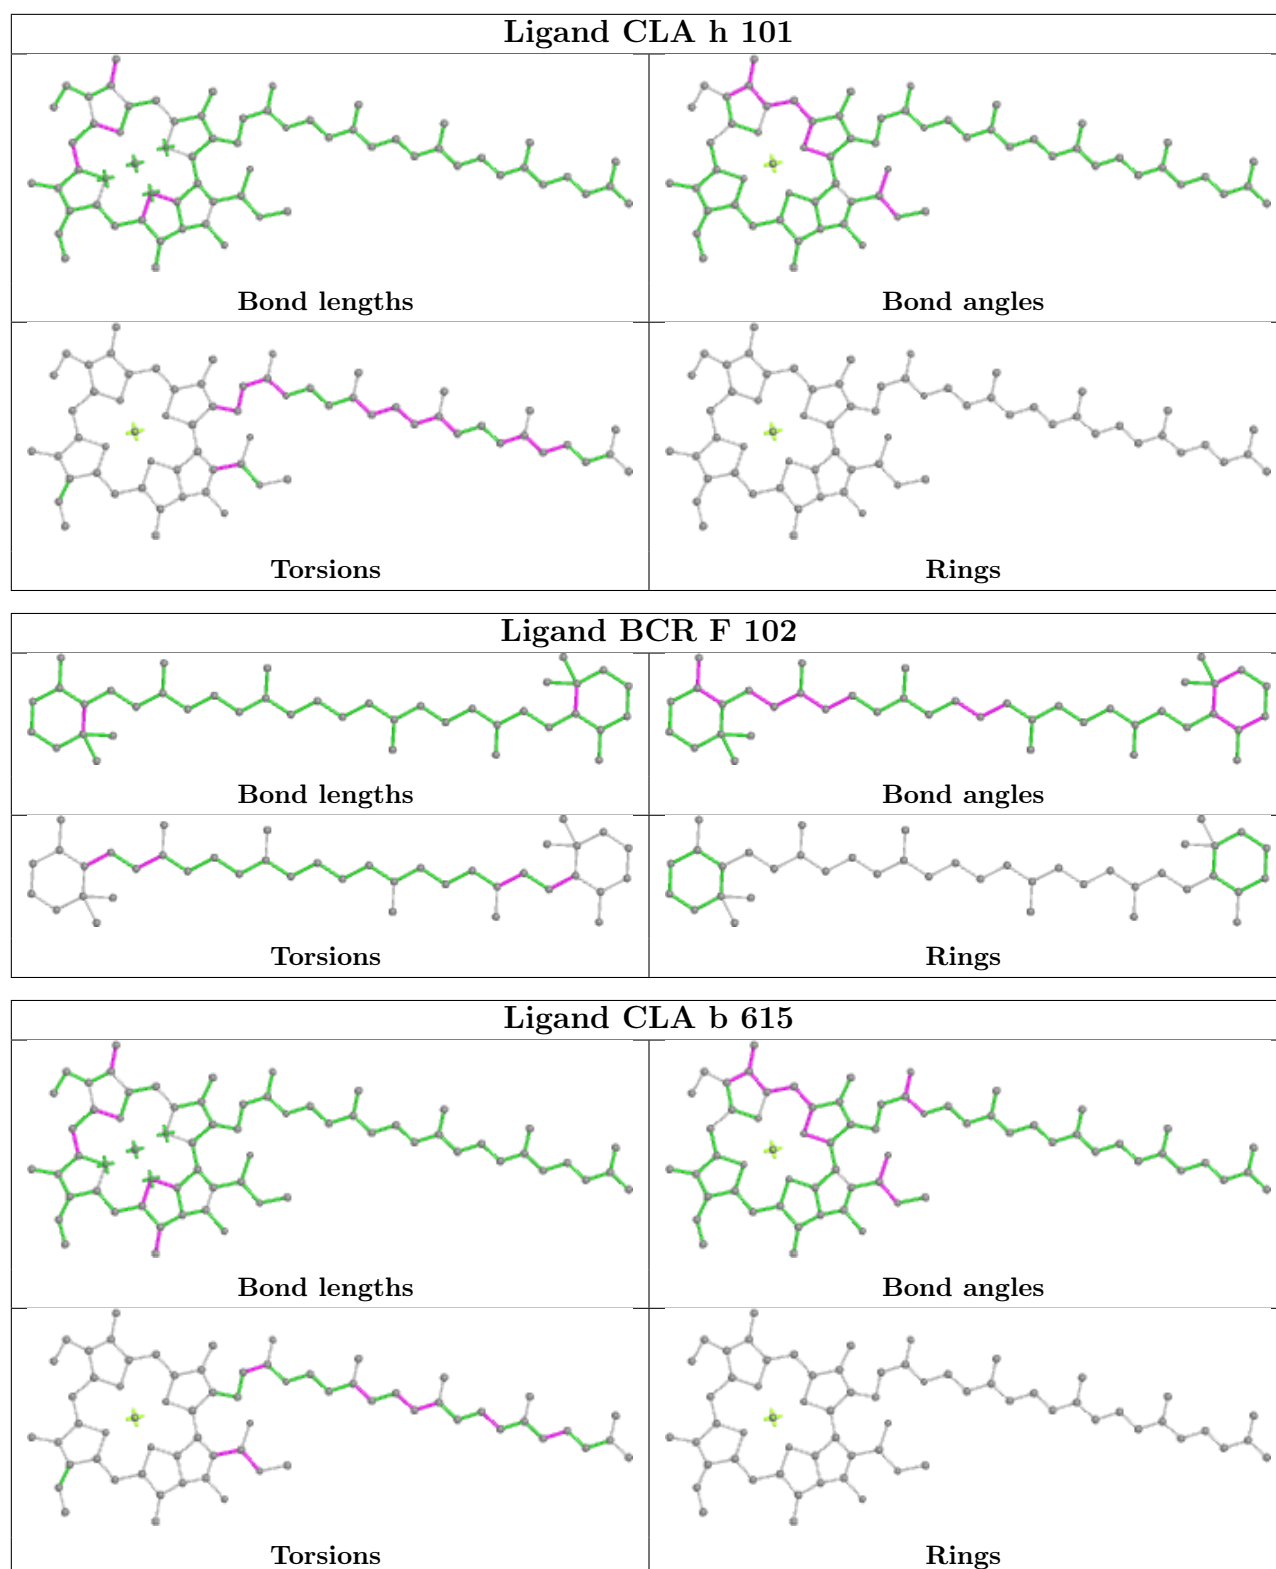 Ligand CLA h 101
Bond lengths
Bond angles
Torsions
Rings
Ligand BCR F 102
Bond lengths
Bond angles
Torsions
Rings
Ligand CLA b 615
Bond lengths
Bond angles
Torsions
Rings